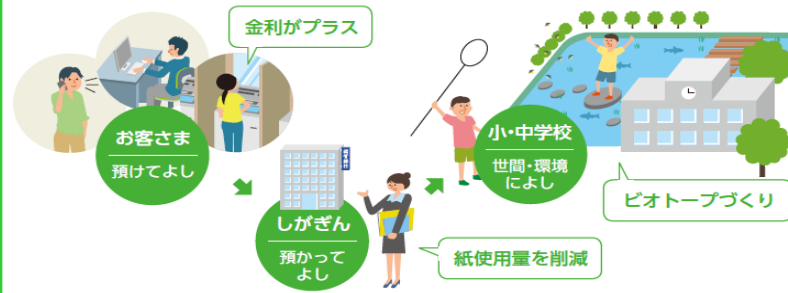 金利がプラス
お客さま
預けてよし
しがぎん
預かって
よし
小・中学校
世間・環境
によし
ビオトープづくり
紙使用量を削減